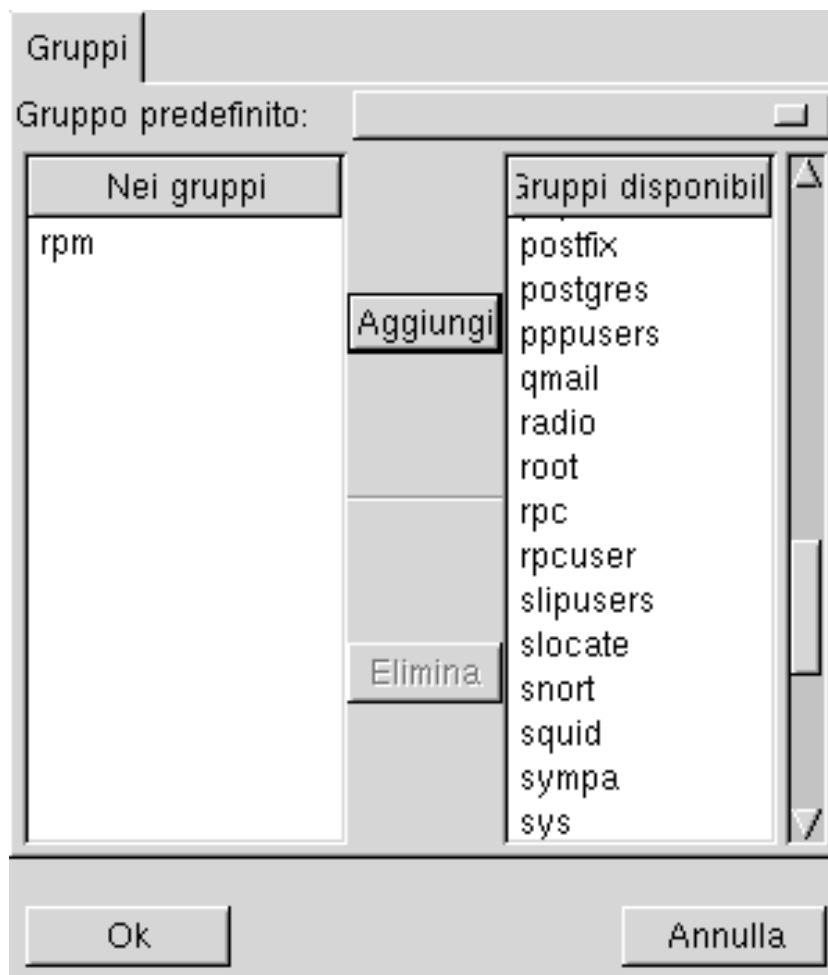 Gruppi
Gruppo predefinito:
Nei gruppi
rpm
Aggiungi
Elimina
Gruppi disponibil
postfix
postgres
pppusers
qmail
radio
root
rpc
rpcuser
slipusers
slocate
snort
squid
sympa
sys
Ok
Annulla